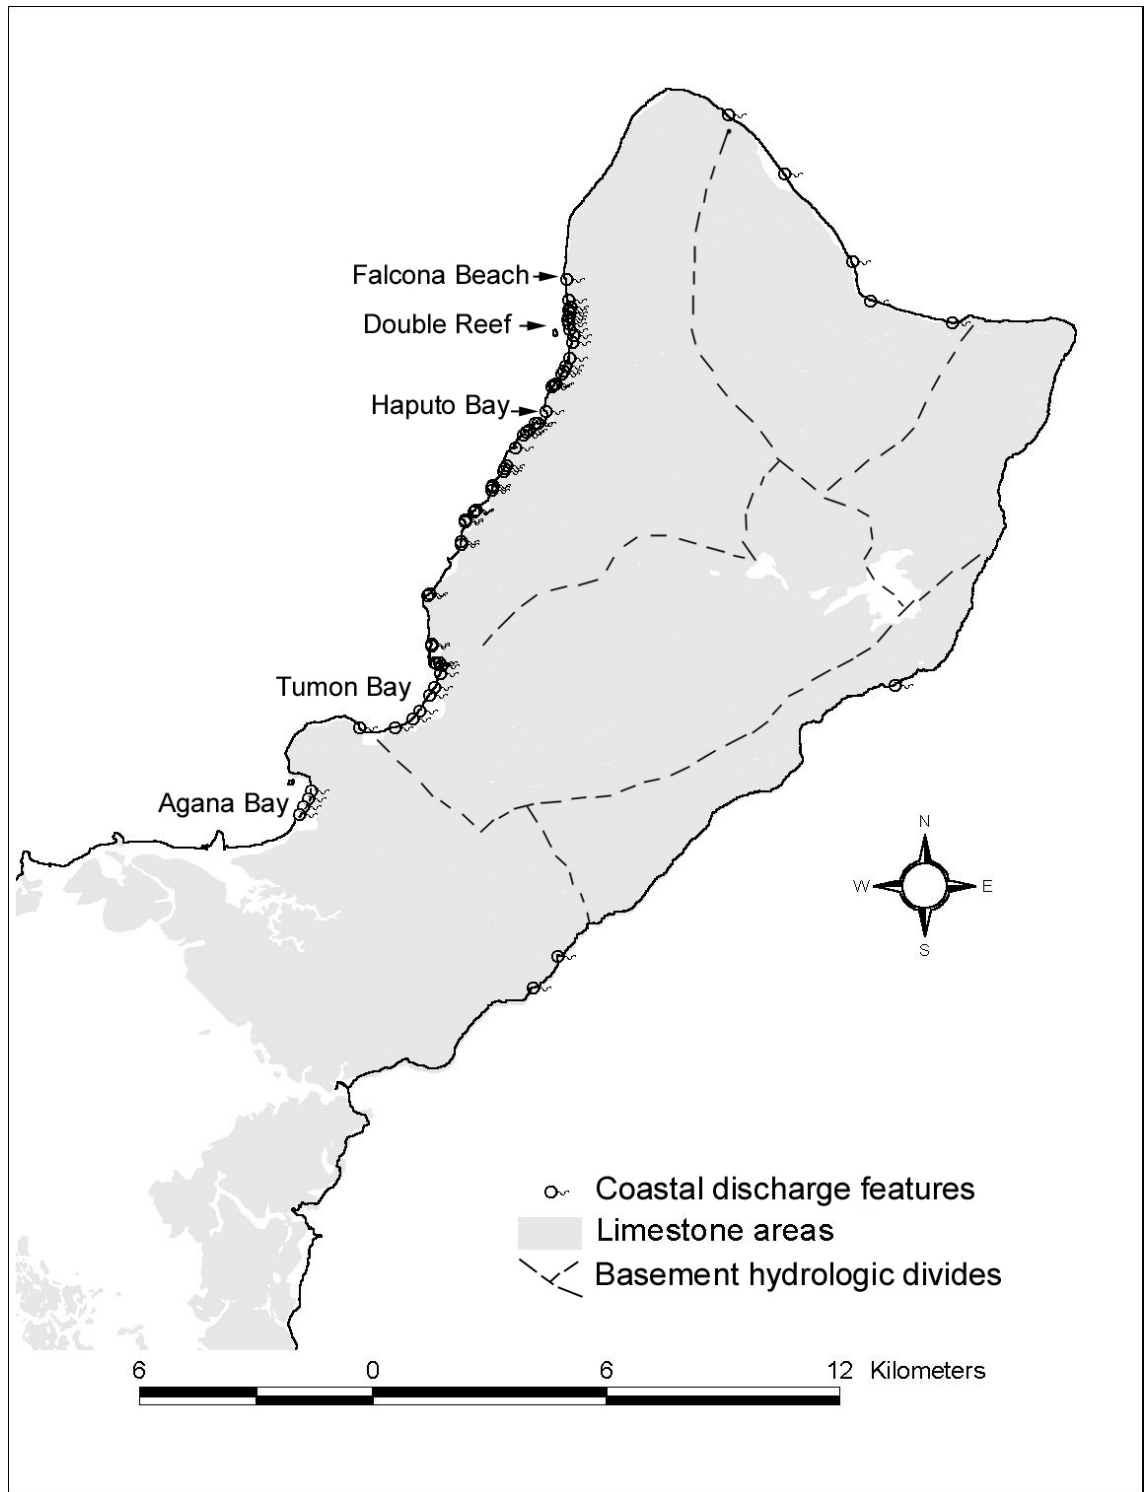 Falcona Beach
Double Reef
Haputo Bay
Tumon Bay
Agana Bay
N
W E
S
Coastal discharge features
Limestone areas
Basement hydrologic divides
6 0 6 12 Kilometers